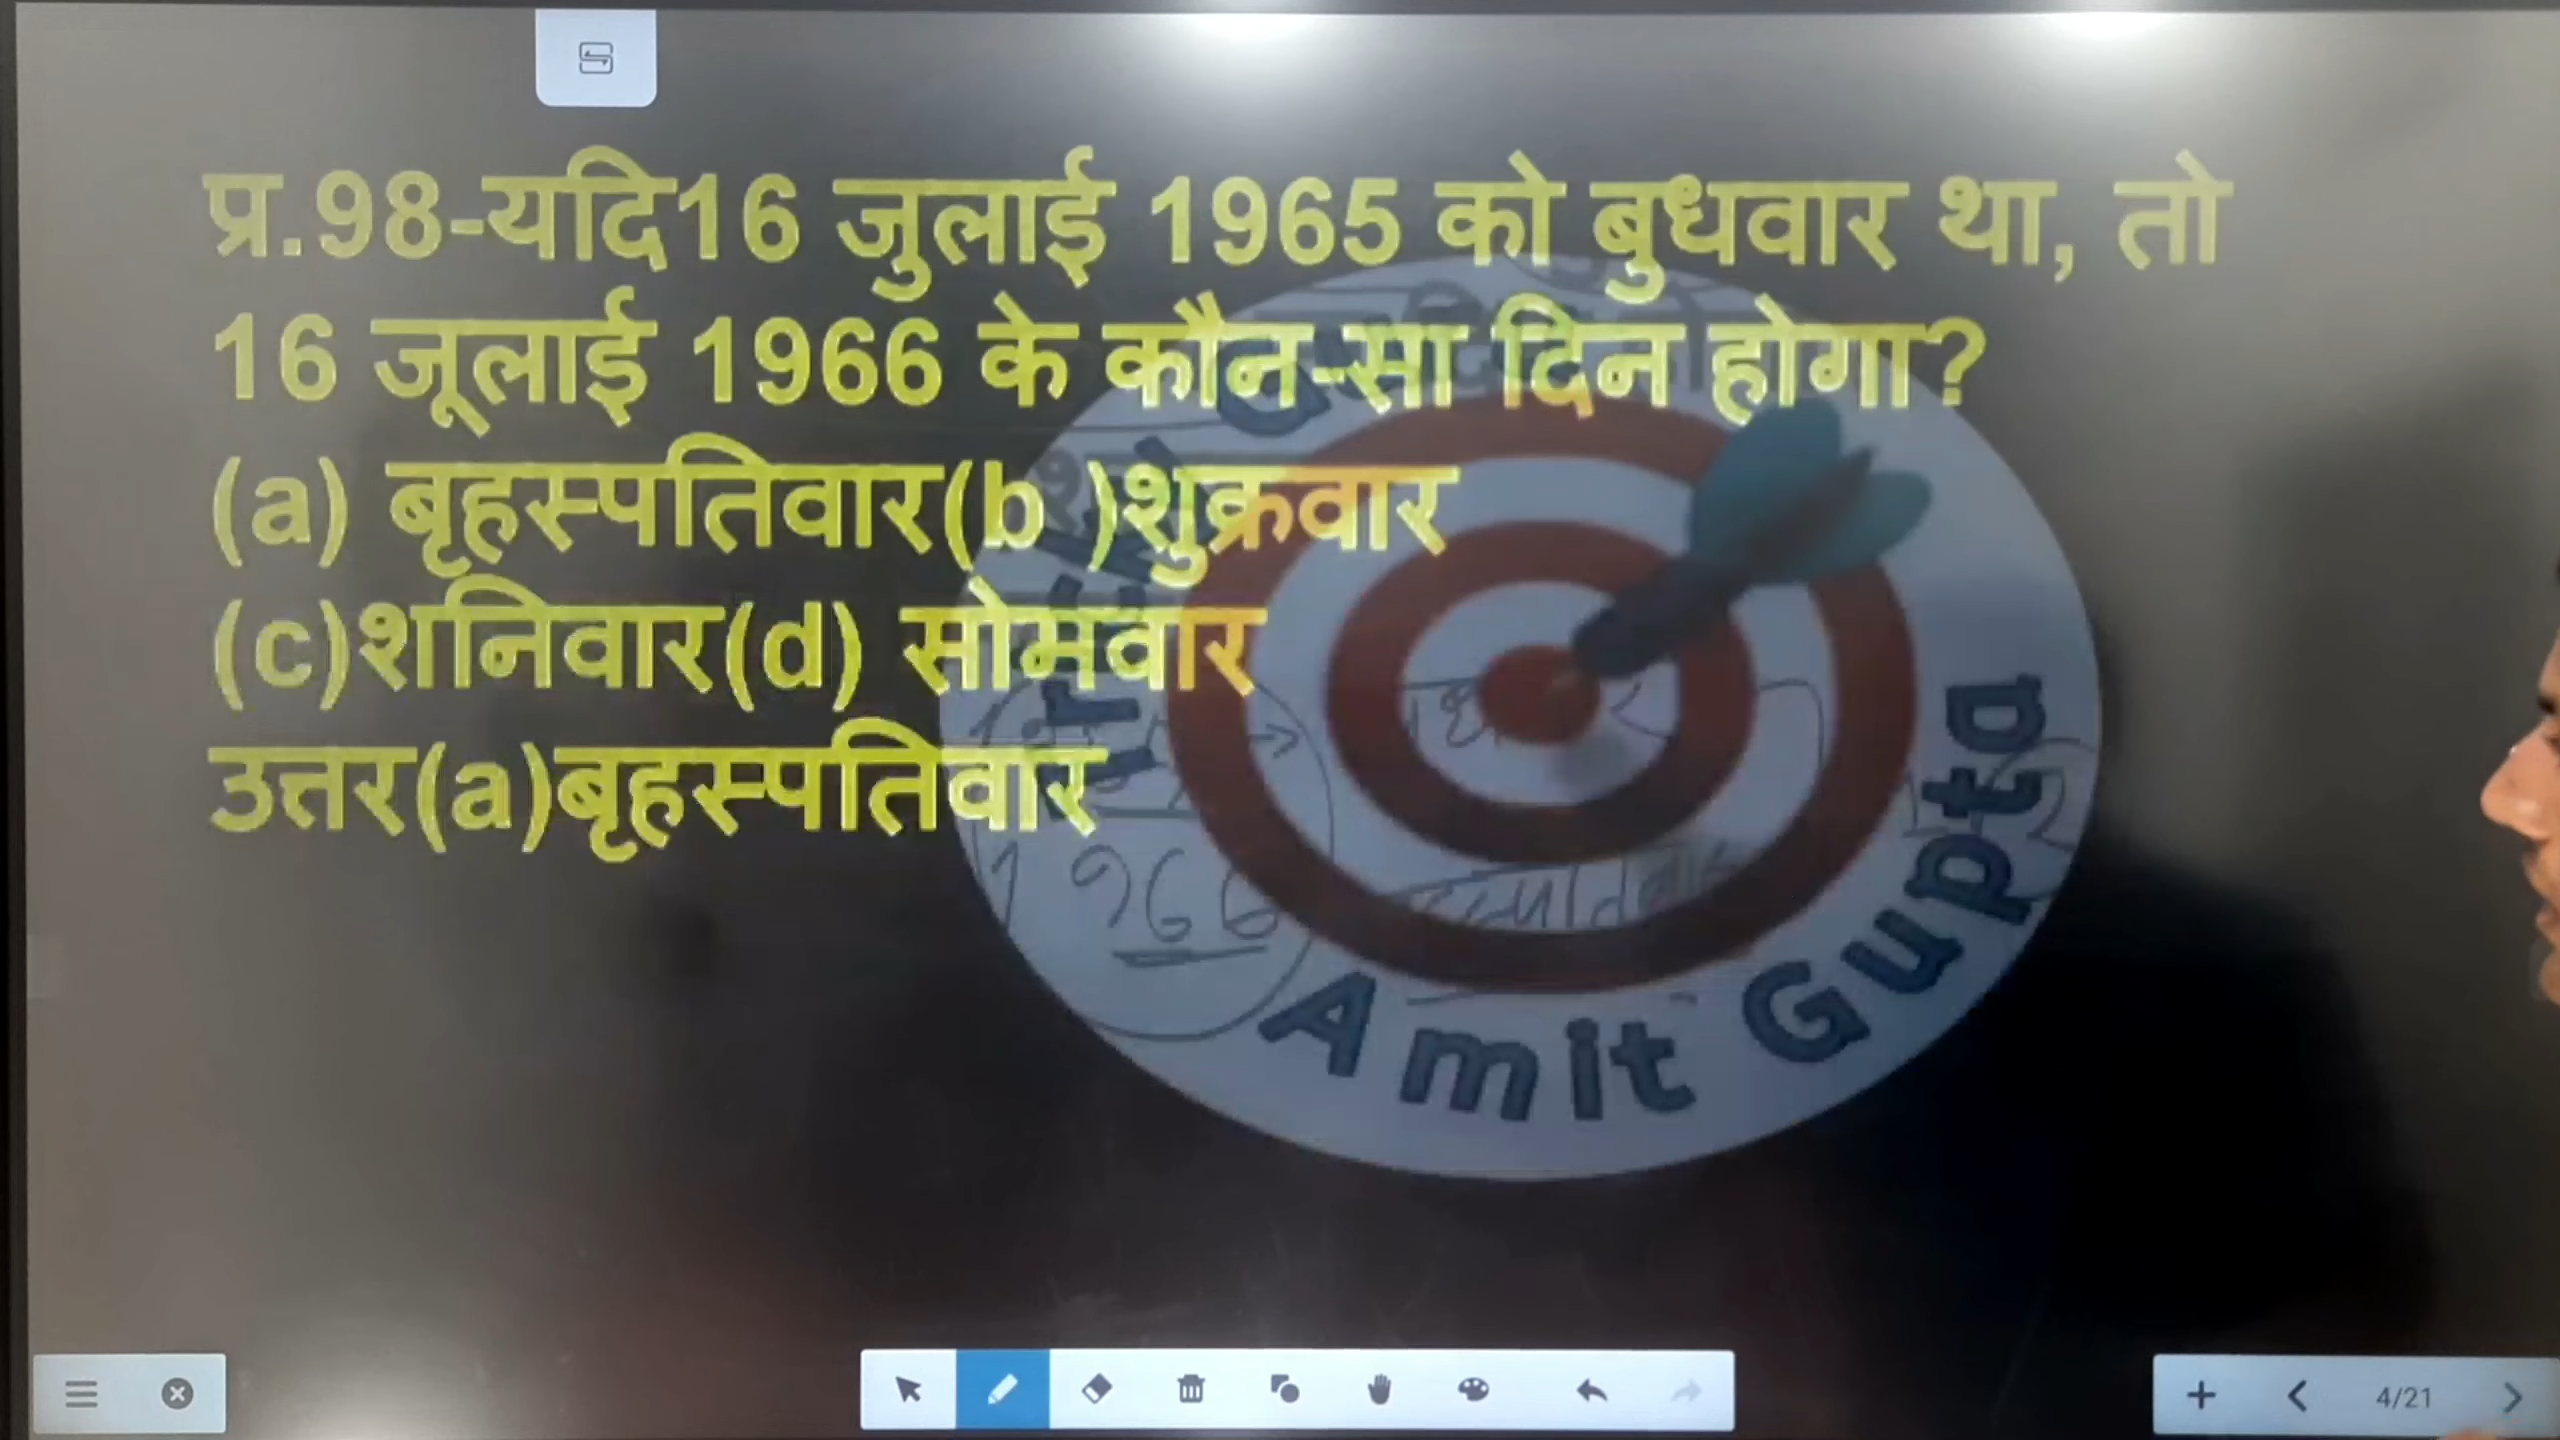 प्र.98-यदि16 जुलाई 1965 को बुधवार था, तो
16 जूलाई 1966 के कौन-सा दिन होगा?
(a) बृहस्पतिवार(b )शुक्रवार
(c)शनिवार(d) सोमवार
उत्तर(a)बृहस्पतिवार
1966
Amit Gupta
4/21